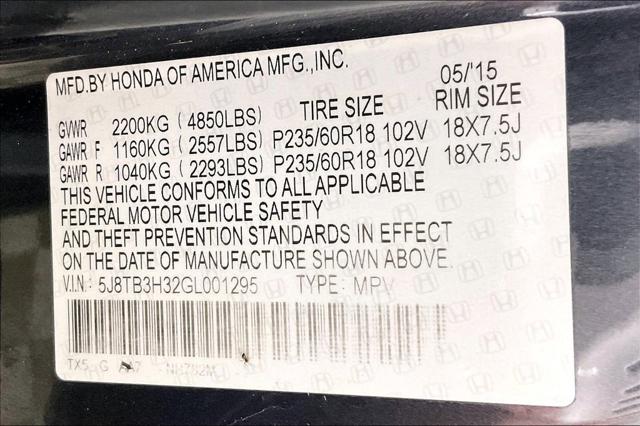 MFD.BY HONDA OF AMERICA MFG.,INC. 05/'15
GVWR 2200KG (4850LBS) TIRE SIZE RIM SIZE
GAWR F 1160KG (2557LBS) P235/60R18 102V 18X7.5J
GAWR R 1040KG (2293LBS) P235/60R18 102V 18X7.5J
THIS VEHICLE CONFORMS TO ALL APPLICABLE
FEDERAL MOTOR VEHICLE SAFETY
AND THEFT PREVENTION STANDARDS IN EFFECT
ON THE DATE OF MANUFACTURE SHOWN ABOVE.
V.I.N: 5J8TB3H32GL001295 TYPE: MPV
TX5 G